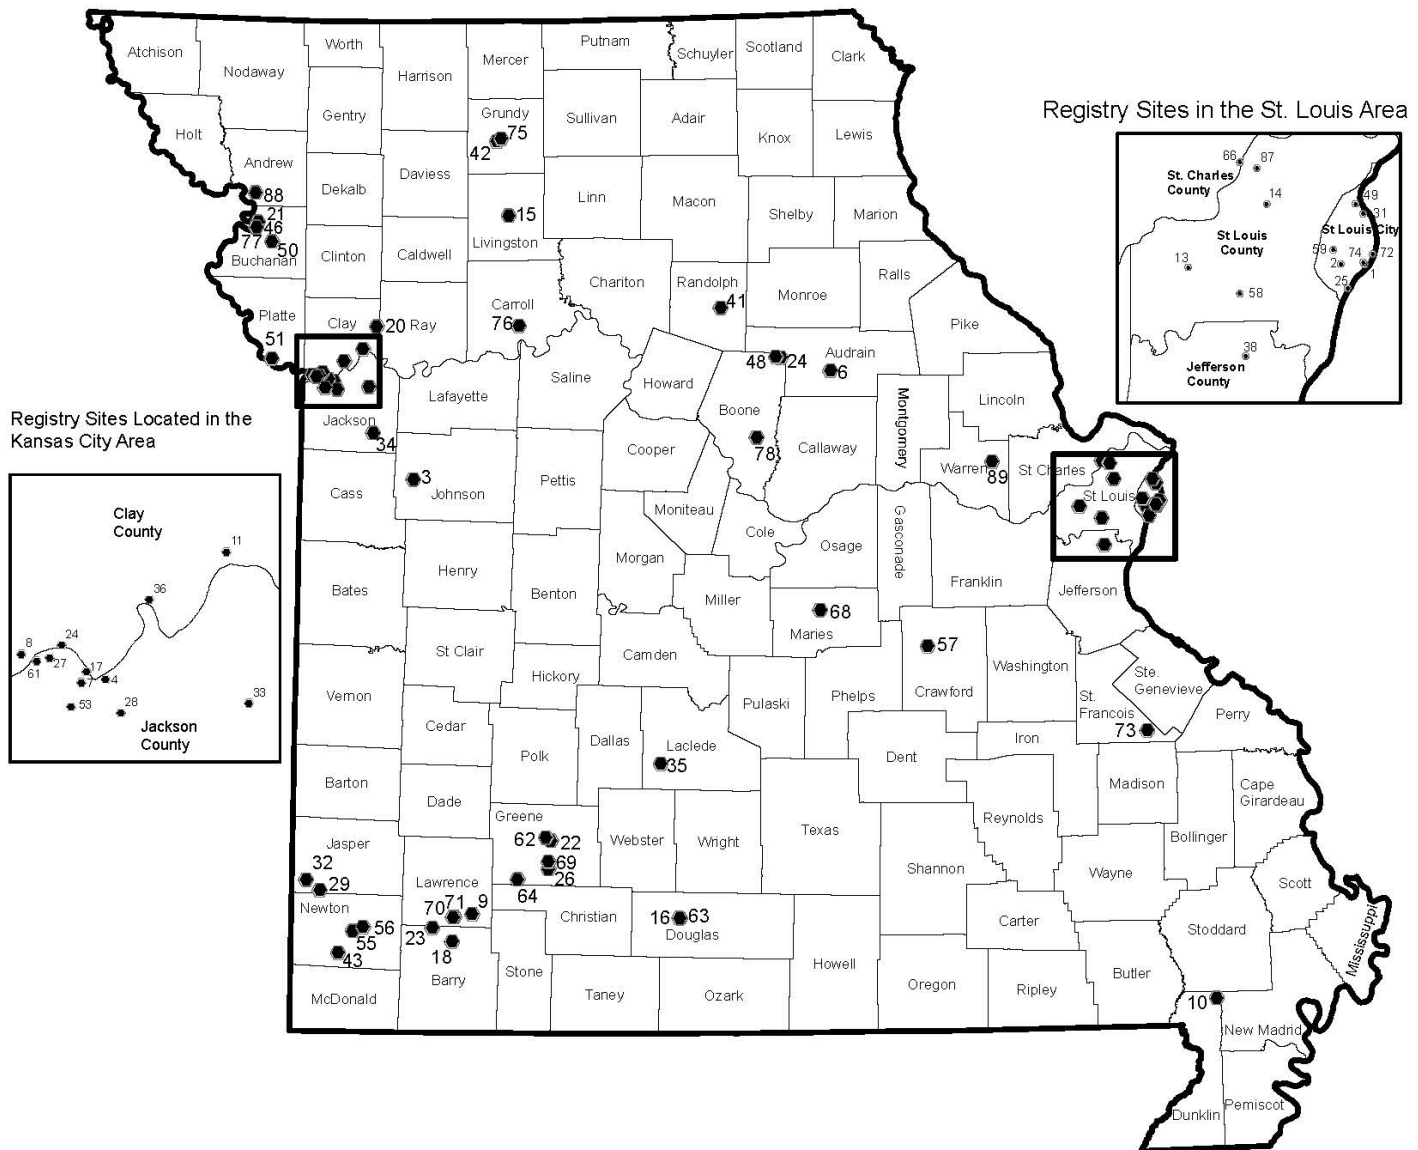 Atchison
Nodaway
Worth
Harrison
Mercer
Putnam
Schuyler
Scotland
Clark
Holt
Gentry
Grundy
75
42
Sullivan
Adair
Knox
Lewis
Andrew
88
Dekalb
Daviess
Linn
Macon
Shelby
Marion
15
Livingston
21
46
77
50
Buchanan
Clinton
Caldwell
Chariton
Randolph
41
Monroe
Ralls
Platte
51
Clay
20
Ray
Carroll
76
Pike
Audrain
48
24
6
Howard
Boone
78
Saline
Lafayette
Jackson
34
Montgomery
Lincoln
Callaway
Cooper
Warren
89
St Charles
St Louis
Cass
3
Johnson
Pettis
Moniteau
Cole
Osage
Gasconade
Franklin
Jefferson
Morgan
Miller
Bates
Henry
Benton
68
Maries
57
Crawford
Washington
St Clair
Camden
Hickory
Vernon
Pulaski
Phelps
Ste.
Genevieve
St.
Francois
73
Perry
Cedar
Polk
Dallas
Laclede
35
Dent
Iron
Madison
Cape
Girardeau
Barton
Dade
Greene
62
22
69
26
64
Webster
Wright
Texas
Reynolds
Bollinger
Jasper
32
29
Shannon
Wayne
Scott
Lawrence
70
71
9
Newton
56
55
43
23
18
Christian
16
63
Douglas
Carter
Stoddard
Mississippi
McDonald
Barry
Stone
Taney
Ozark
Howell
Oregon
Ripley
Butler
10
New Madrid
Dunklin
Pemiscot
Registry Sites in the St. Louis Area
66
87
St. Charles
County
14
49
31
St Louis City
St Louis
County
59
2
74
72
1
13
25
58
38
Jefferson
County
Registry Sites Located in the
Kansas City Area
Clay
County
11
36
8
24
27
61
17
7
4
53
28
33
Jackson
County